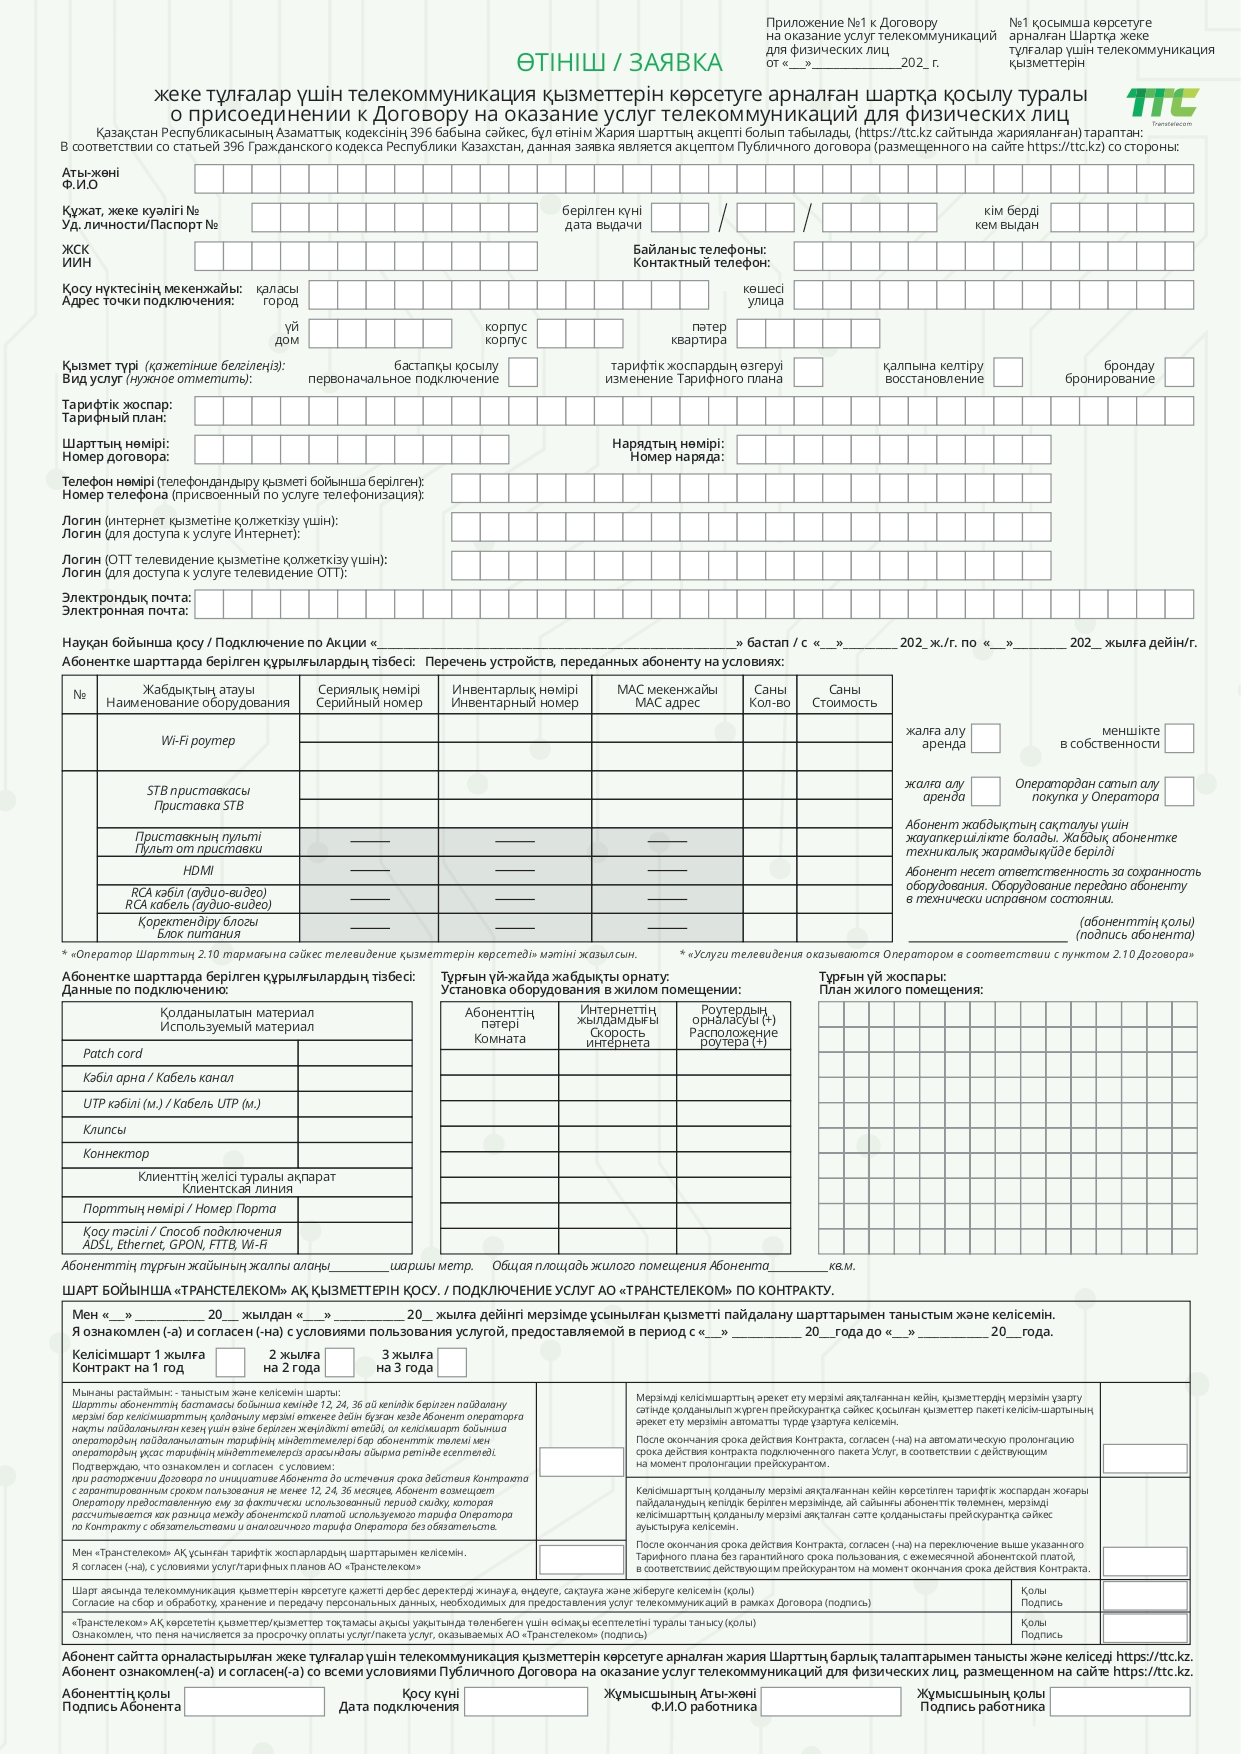 Приложение №1 к Договору
на оказание услуг телекоммуникаций
для физических лиц
от «___»________________202_ г.
№1 қосымша көрсетуге
арналған Шартқа жеке
тұлғалар үшін телекоммуникация
қызметтерін
ӨТІНІШ / ЗАЯВКА
жеке тұлғалар үшін телекоммуникация қызметтерін көрсетуге арналған шартқа қосылу туралы
о присоединении к Договору на оказание услуг телекоммуникаций для физических лиц
TTC
Transtelecom
Қазақстан Республикасының Азаматтық кодексінің 396 бабына сәйкес, бұл өтінім Жария шарттың акцепті болып табылады, (https://ttc.kz сайтында жарияланған) тараптан:
В соответствии со статьей 396 Гражданского кодекса Республики Казахстан, данная заявка является акцептом Публичного договора (размещенного на сайте https://ttc.kz) со стороны:
Аты-жөні
Ф.И.О
Құжат, жеке куәлігі №
Уд. личности/Паспорт №
берілген күні
дата выдачи
/ /
кім берді
кем выдан
ЖСК
ИИН
Байланыс телефоны:
Контактный телефон:
Қосу нүктесінің мекенжайы:
Адрес точки подключения:
қаласы
город
көшесі
улица
үй
дом
корпус
корпус
пәтер
квартира
Қызмет түрі (қажетіңше белгілеңіз):
Вид услуг (нужное отметить):
бастапқы қосылу
первоначальное подключение
тарифтік жоспардың өзгеруі
изменение Тарифного плана
қалпына келтіру
восстановление
брондау
бронирование
Тарифтік жоспар:
Тарифный план:
Шарттың нөмірі:
Номер договора:
Нарядтың нөмірі:
Номер наряда:
Телефон нөмірі (телефондандыру қызметі бойынша берілген):
Номер телефона (присвоенный по услуге телефонизация):
Логин (интернет қызметіне қолжеткізу үшін):
Логин (для доступа к услуге Интернет):
Логин (ОТТ телевидение қызметіне қолжеткізу үшін):
Логин (для доступа к услуге телевидение ОТТ):
Электрондық почта:
Электронная почта:
Науқан бойынша қосу / Подключение по Акции «____________________» бастап / с «___»_________ 202_ ж./г. по «___»_________ 202__ жылға дейін/г.
Абонентке шарттарда берілген құрылғылардың тізбесі: Перечень устройств, переданных абоненту на условиях:
№
Жабдықтың атауы
Наименование оборудования
Сериялық нөмірі
Серийный номер
Инвентарлық нөмірі
Инвентарный номер
МАС мекенжайы
МАС адрес
Саны
Кол-во
Саны
Стоимость
Wi-Fi роутер
STB приставкасы
Приставка STB
Приставкның пульті
Пульт от приставки
HDMI
RCA кәбіл (аудио-видео)
RCA кабель (аудио-видео)
Қоректендіру блогы
Блок питания
жалға алу
аренда
меншікте
в собственности
жалға алу
аренда
Оператордан сатып алу
покупка у Оператора
Абонент жабдықтың сақталуы үшін
жауапкершілікте болады. Жабдық абонентке
техникалық жарамдыкүйде берілді
Абонент несет ответственность за сохранность
оборудования. Оборудование передано абоненту
в технически исправном состоянии.
(абоненттің қолы)
(подпись абонента)
* «Оператор Шарттың 2.10 тармағына сәйкес телевидение қызметтерін көрсетеді» мәтіні жазылсын.
* «Услуги телевидения оказываются Оператором в соответствии с пунктом 2.10 Договора»
Абонентке шарттарда берілген құрылғылардың тізбесі:
Данные по подключению:
Қолданылатын материал
Используемый материал
Patch cord
Кәбіл арна / Кабель канал
UTP кәбілі (м.) / Кабель UTP (м.)
Клипсы
Коннектор
Клиенттің желісі туралы ақпарат
Клиентская линия
Порттың нөмірі / Номер Порта
Қосу тәсілі / Способ подключения
ADSL, Ethernet, GPON, FTTB, Wi-Fi
Тұрғын үй-жайда жабдықты орнату:
Установка оборудования в жилом помещении:
Абоненттің
пәтері
Комната
Интернеттің
жылдамдығы
Скорость
интернета
Роутердың
орналасуы (+)
Расположение
роутера (+)
Тұрғын үй жоспары:
План жилого помещения:
Абоненттің тұрғын жайының жалпы алаңы__________шаршы метр. Общая площадь жилого помещения Абонента__________кв.м.
ШАРТ БОЙЫНША «ТРАНСТЕЛЕКОМ» АҚ ҚЫЗМЕТТЕРІН ҚОСУ. / ПОДКЛЮЧЕНИЕ УСЛУГ АО «ТРАНСТЕЛЕКОМ» ПО КОНТРАКТУ.
Мен «___» ____________ 20___ жылдан «____» ____________ 20__ жылға дейінгі мерзімде ұсынылған қызметті пайдалану шарттарымен таныстым және келісемін.
Я ознакомлен (-а) и согласен (-на) с условиями пользования услугой, предоставляемой в период с «___» ____________ 20___года до «___» ____________ 20___года.
Келісімшарт 1 жылға
Контракт на 1 год
2 жылға
на 2 года
3 жылға
на 3 года
Мынаны растаймын: - таныстым және келісемін шарты:
Шартты абоненттің бастамасы бойынша кемінде 12, 24, 36 ай кепілдік берілген пайдалану
мерзімі бар келісімшарттың қолданылу мерзімі өткенге дейін бұзған кезде Абонент операторға
нақты пайдаланылған кезең үшін өзіне берілген жеңілдікті өтейді, ол келісімшарт бойынша
оператордың пайдаланылатын тарифінің міндеттемелері бар абоненттік төлемі мен
оператордың ұқсас тарифінің міндеттемелерсіз арасындағы айырма ретінде есептеледі.
Подтверждаю, что ознакомлен и согласен с условием:
при расторжении Договора по инициативе Абонента до истечения срока действия Контракта
с гарантированным сроком пользования не менее 12, 24, 36 месяцев, Абонент возмещает
Оператору предоставленную ему за фактически использованный период скидку, которая
рассчитывается как разница между абонентской платой используемого тарифа Оператора
по Контракту с обязательствами и аналогичного тарифа Оператора без обязательств.
Мен «Транстелеком» АҚ ұсынған тарифтік жоспарлардың шарттарымен келісемін.
Я согласен (-на), с условиями услуг/тарифных планов АО «Транстелеком»
Мерзімді келісімшарттың әрекет ету мерзімі аяқталғаннан кейін, қызметтердің мерзімін ұзарту
сәтінде қолданылып жүрген прейскурантқа сәйкес қосылған қызметтер пакеті келісім-шартының
әрекет ету мерзімін автоматты түрде ұзартуға келісемін.
После окончания срока действия Контракта, согласен (-на) на автоматическую пролонгацию
срока действия контракта подключенного пакета Услуг, в соответствии с действующим
на момент пролонгации прейскурантом.
Келісімшарттың қолданылу мерзімі аяқталғаннан кейін көрсетілген тарифтік жоспардан жоғары
пайдаланудың кепілдік берілген мерзімінде, ай сайынғы абоненттік төлемнен, мерзімді
келісімшарттың қолданылу мерзімі аяқталған сәтте қолданыстағы прейскурантқа сәйкес
ауыстыруға келісемін.
После окончания срока действия Контракта, согласен (-на) на переключение выше указанного
Тарифного плана без гарантийного срока пользования, с ежемесячной абонентской платой,
в соответствиис действующим прейскурантом на момент окончания срока действия Контракта.
Шарт аясында телекоммуникация қызметтерін көрсетуге қажетті дербес деректерді жинауға, өңдеуге, сақтауға және жіберуге келісемін (қолы)
Согласие на сбор и обработку, хранение и передачу персональных данных, необходимых для предоставления услуг телекоммуникаций в рамках Договора (подпись)
Қолы
Подпись
«Транстелеком» АҚ көрсететін қызметтер/қызметтер тоқтамасы ақысы уақытында төленбеген үшін өсімақы есептелетіні туралы танысу (қолы)
Ознакомлен, что пеня начисляется за просрочку оплаты услуг/пакета услуг, оказываемых АО «Транстелеком» (подпись)
Қолы
Подпись
Абонент сайтта орналастырылған жеке тұлғалар үшін телекоммуникация қызметтерін көрсетуге арналған жария Шарттың барлық талаптарымен танысты және келіседі https://ttc.kz.
Абонент ознакомлен(-а) и согласен(-а) со всеми условиями Публичного Договора на оказание услуг телекоммуникаций для физических лиц, размещенном на сайте https://ttc.kz.
Абоненттің қолы
Подпись Абонента
Қосу күні
Дата подключения
Жұмысшының Аты-жөні
Ф.И.О работника
Жұмысшының қолы
Подпись работника